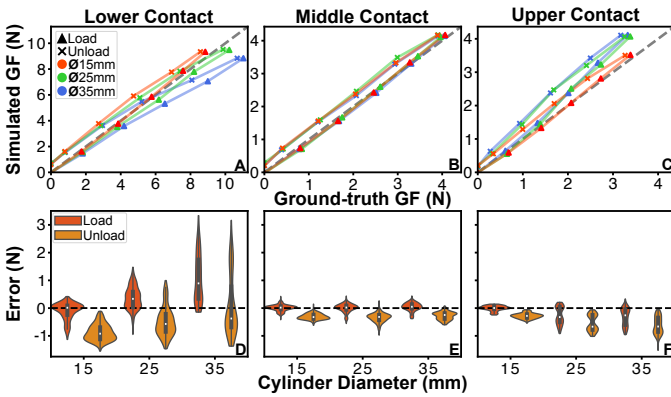 Lower Contact Middle Contact Upper Contact
Simulated GF (N)
10 8 6 4 2 0
Load
Unload
Ø15mm
Ø25mm
Ø35mm
A
0 2 4 6 8 10
4 3 2 1 0
B
0 1 2 3 4
4 3 2 1 0
C
0 1 2 3 4
Ground-truth GF (N)
Error (N)
3 2 1 0 -1
Load
Unload
D E F
15 25 35 15 25 35 15 25 35
Cylinder Diameter (mm)